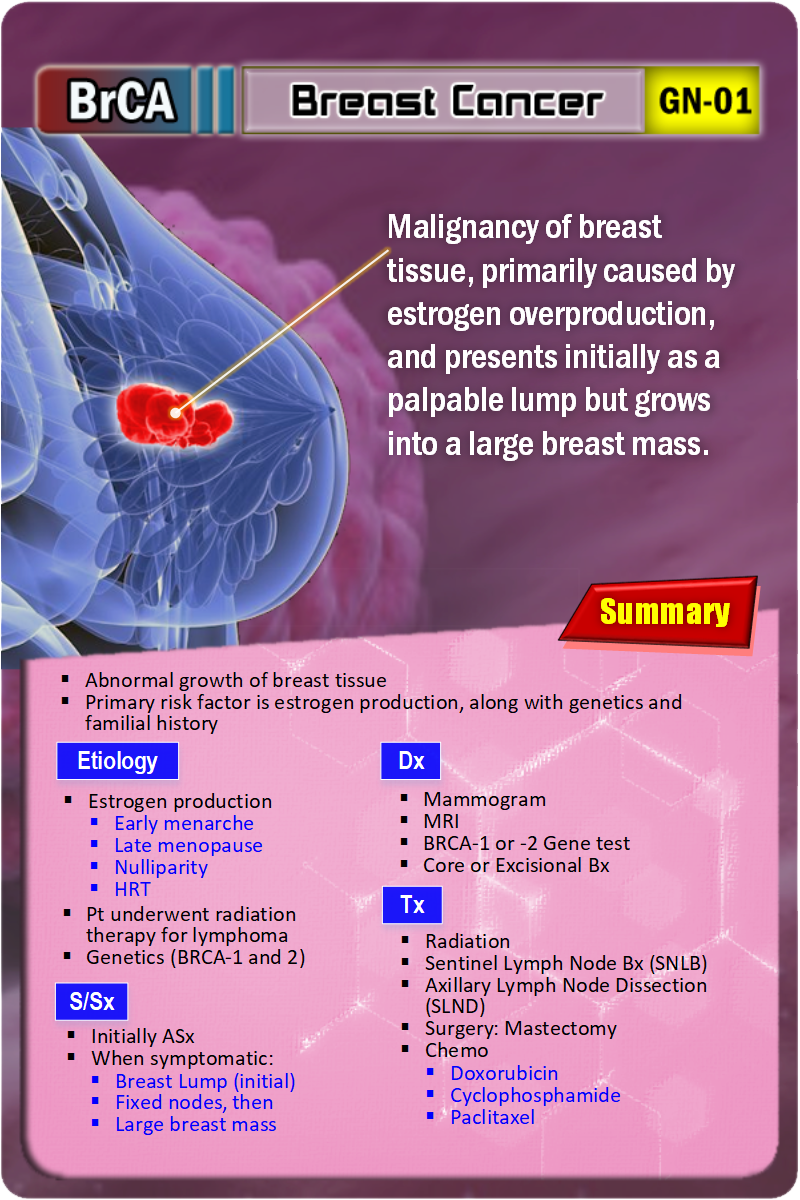 BrCA Breast Cancer GN-01
Malignancy of breast
tissue, primarily caused by
estrogen overproduction,
and presents initially as a
palpable lump but grows
into a large breast mass.
Summary
▪ Abnormal growth of breast tissue
▪ Primary risk factor is estrogen production, along with genetics and
familial history
Etiology
▪ Estrogen production
▪ Early menarche
▪ Late menopause
▪ Nulliparity
▪ HRT
▪ Pt underwent radiation
therapy for lymphoma
▪ Genetics (BRCA-1 and 2)
S/Sx
▪ Initially ASx
▪ When symptomatic:
▪ Breast Lump (initial)
▪ Fixed nodes, then
▪ Large breast mass
Dx
▪ Mammogram
▪ MRI
▪ BRCA-1 or -2 Gene test
▪ Core or Excisional Bx
Tx
▪ Radiation
▪ Sentinel Lymph Node Bx (SNLB)
▪ Axillary Lymph Node Dissection
(SLND)
▪ Surgery: Mastectomy
▪ Chemo
▪ Doxorubicin
▪ Cyclophosphamide
▪ Paclitaxel